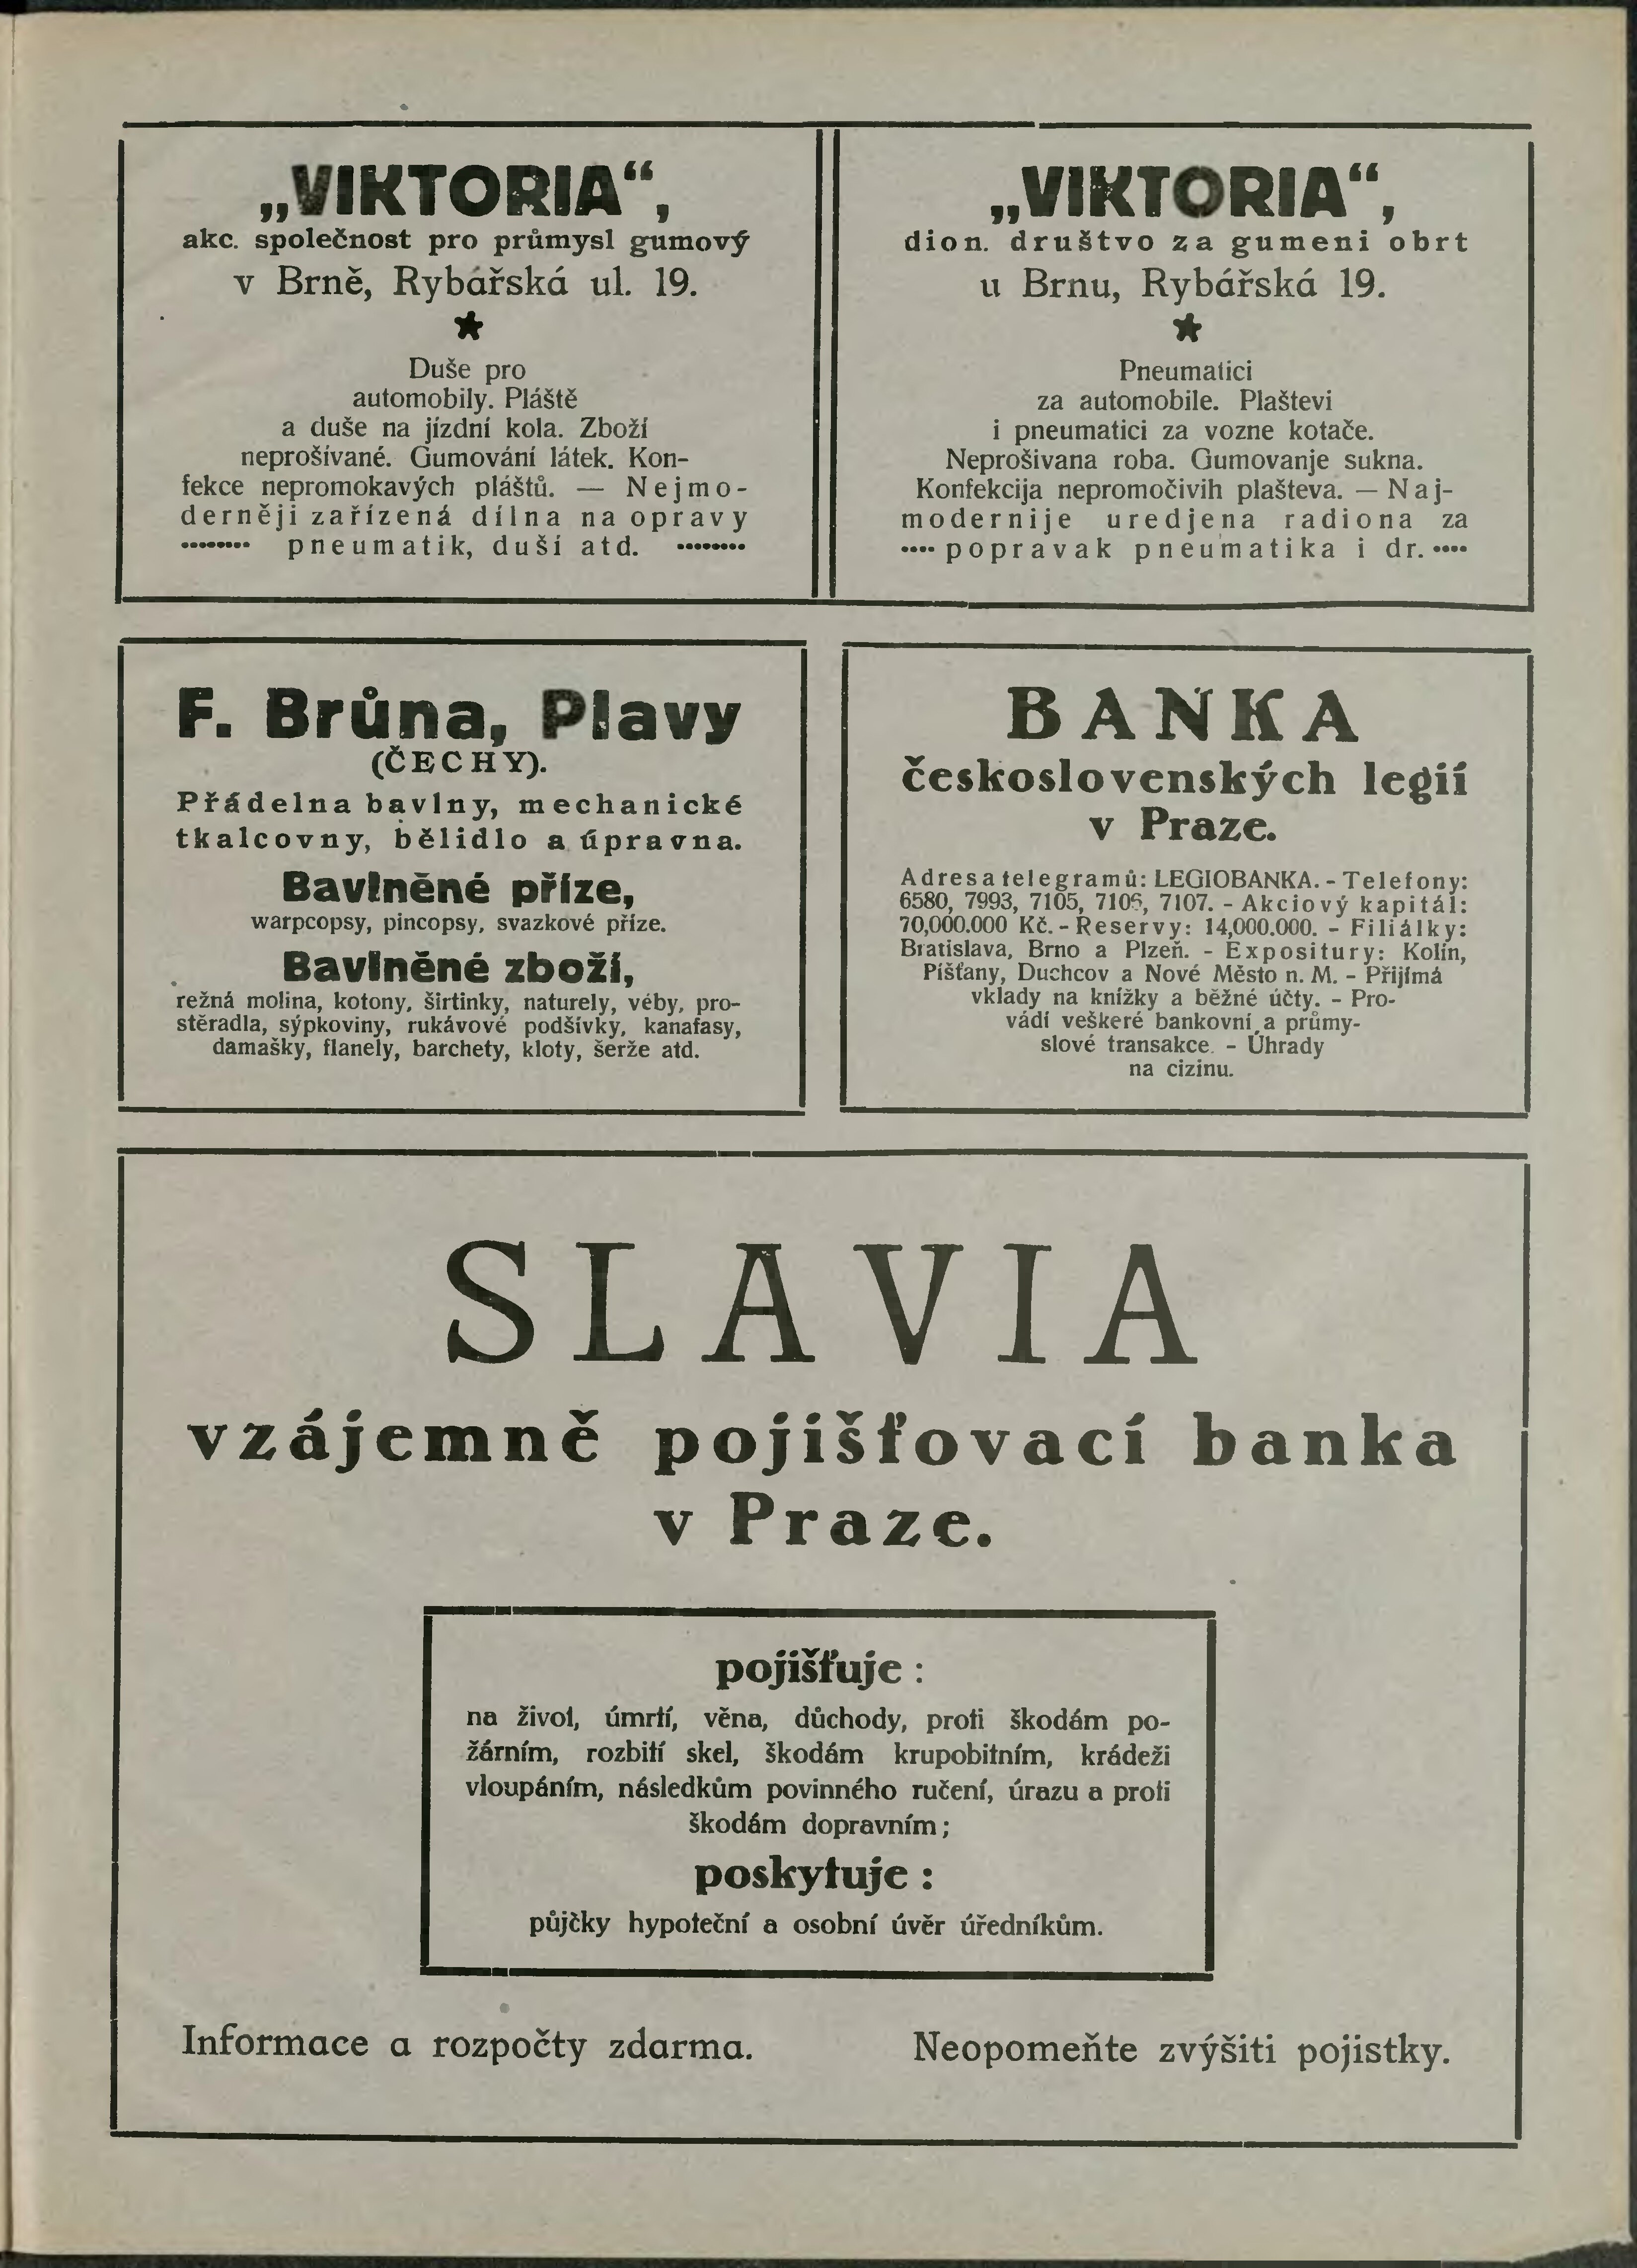 „VIKTORIA“,
akc. společnost pro průmysl gumový
v Brně, Rybářská ul. 19.
*
Duše pro
automobily. Pláště
a duše na jízdní kola. Zboží
neprošívané. Gumování látek. Kon-
fekce nepromokavých plášťů. — Nejmo-
derněji zařízená dílna na opravy
pneumatik, duší atd.
„VIKTORIA“,
dion. društvo za gumeni obrt
u Brnu, Rybářská 19.
*
Pneumatici
za automobile. Plaštevi
i pneumatici za vozne kotače.
Neprošivana roba. Gumovanje sukna.
Konfekcija nepromočivih plašteva. — Naj-
modernije uredjena radiona za
popravak pneumatika i dr.
F. Brůna, Plavy
(ČECHY).
Přádelna bavlny, mechanické
tkalcovny, bělidlo a úpravna.
Bavlněné příze,
warpcopsy, pincopsy, svazkové příze.
Bavlněné zboží,
režná molina, kotony, širtinky, naturely, véby, pro-
stěradla, sýpkoviny, rukávové podšívky, kanafasy,
damašky, flanely, barchety, kloty, šerže atd.
BANKA
československých legií
v Praze.
Adresa telegramů: LEGIOBANKA. - Telefony:
6580, 7993, 7105, 7106, 7107. - Akciový kapitál:
70,000.000 Kč. - Reservy: 14,000.000. - Filiálky:
Bratislava, Brno a Plzeň. - Expositury: Kolín,
Píšťany, Duchcov a Nové Město n. M. - Přijímá
vklady na knížky a běžné účty. - Pro-
vádí veškeré bankovní a průmy-
slové transakce. - Úhrady
na cizinu.
SLAVIA
vzájemně pojišťovací banka
v Praze.
pojišťuje :
na život, úmrtí, věna, důchody, proti škodám po-
žárním, rozbití skel, škodám krupobitním, krádeži
vloupáním, následkům povinného ručení, úrazu a proti
škodám dopravním ;
poskytuje :
půjčky hypoteční a osobní úvěr úředníkům.
Informace a rozpočty zdarma.
Neopomeňte zvýšiti pojistky.